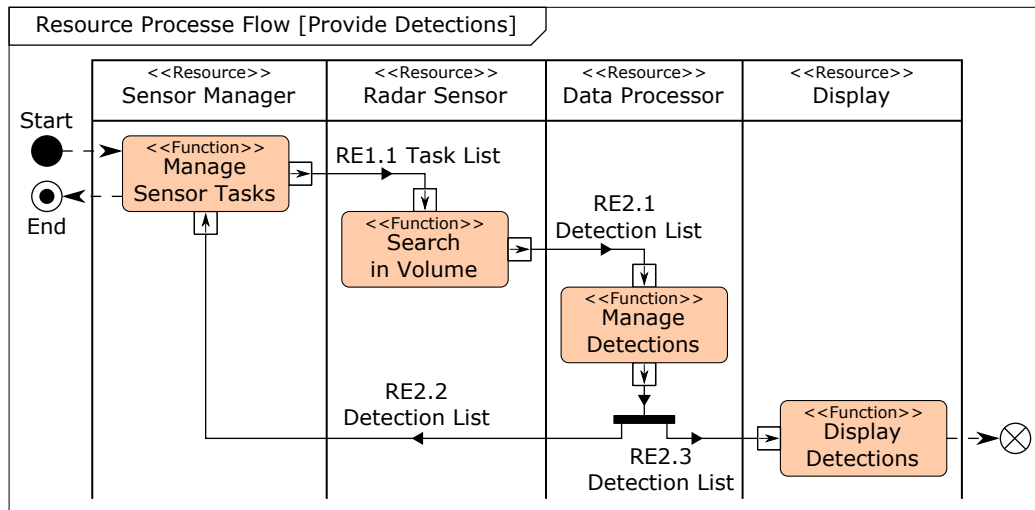 Resource Processe Flow [Provide Detections]
<<Resource>>
Sensor Manager
<<Resource>>
Radar Sensor
<<Resource>>
Data Processor
<<Resource>>
Display
Start
End
<<Function>>
Manage
Sensor Tasks
RE1.1 Task List
<<Function>>
Search
in Volume
RE2.1
Detection List
<<Function>>
Manage
Detections
RE2.2
Detection List
RE2.3
Detection List
<<Function>>
Display
Detections